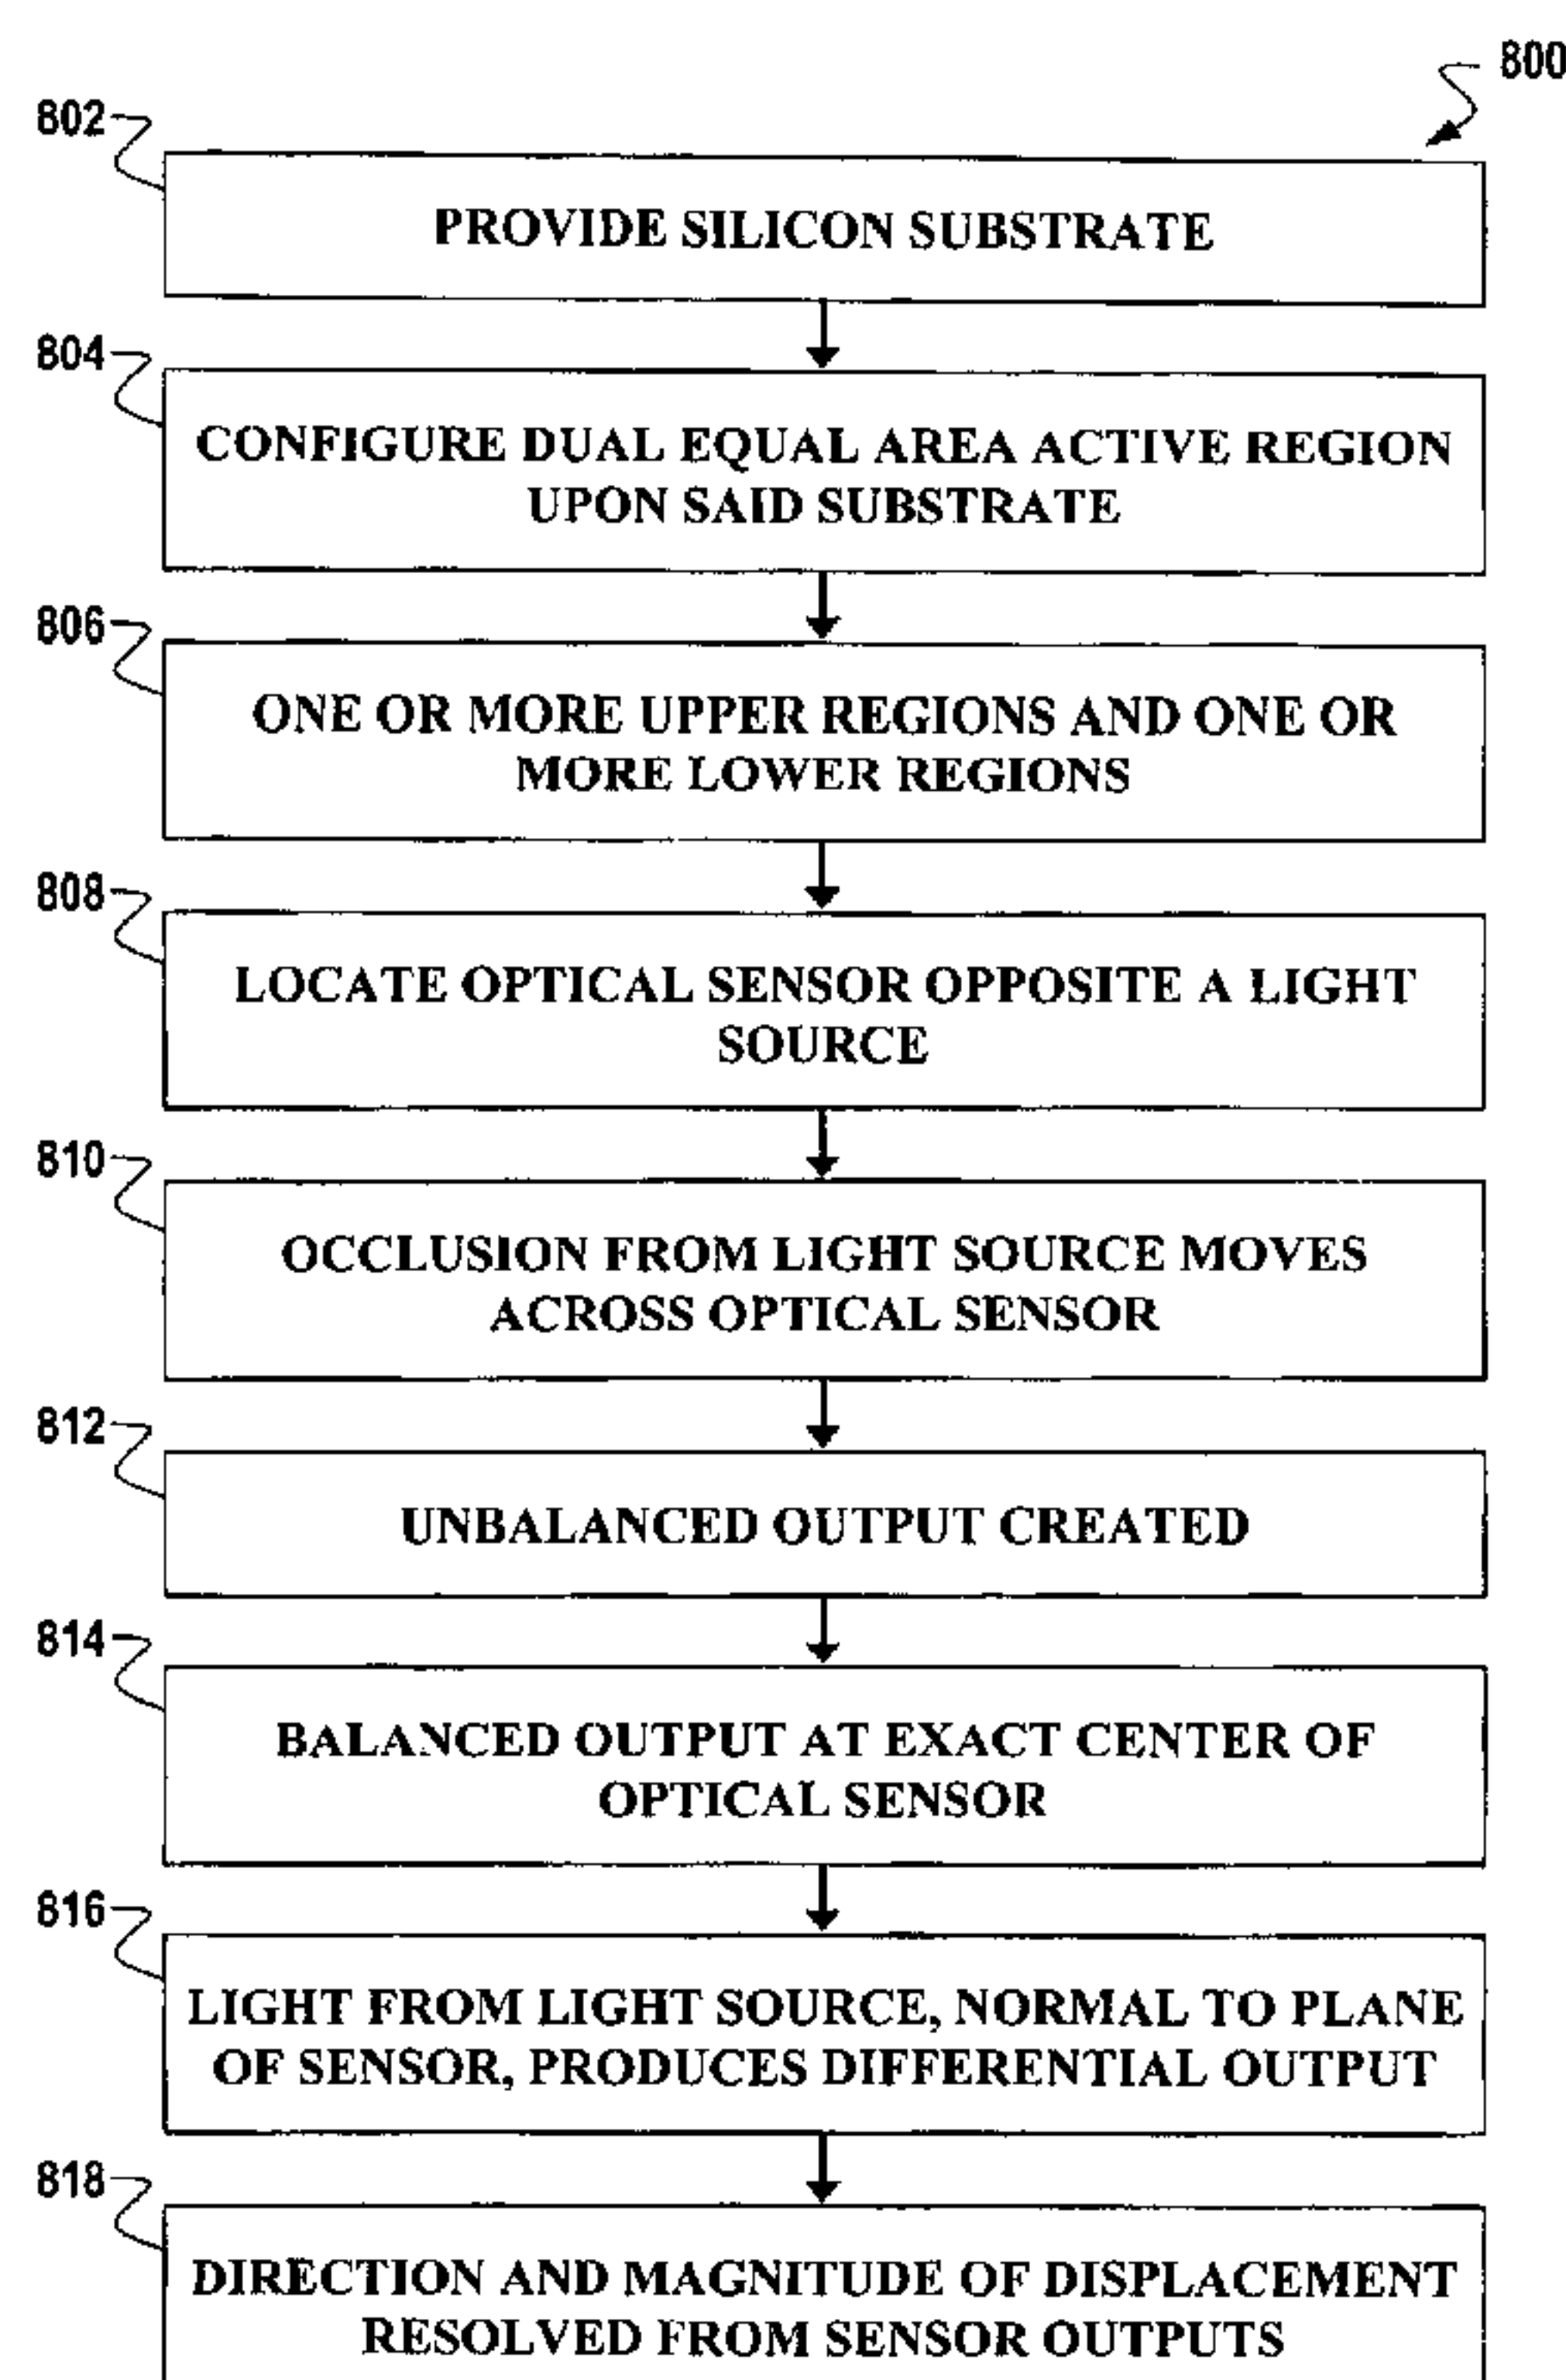 800
802
PROVIDE SILICON SUBSTRATE
804
CONFIGURE DUAL EQUAL AREA ACTIVE REGION
UPON SAID SUBSTRATE
806
ONE OR MORE UPPER REGIONS AND ONE OR
MORE LOWER REGIONS
808
LOCATE OPTICAL SENSOR OPPOSITE A LIGHT
SOURCE
810
OCCLUSION FROM LIGHT SOURCE MOVES
ACROSS OPTICAL SENSOR
812
UNBALANCED OUTPUT CREATED
814
BALANCED OUTPUT AT EXACT CENTER OF
OPTICAL SENSOR
816
LIGHT FROM LIGHT SOURCE, NORMAL TO PLANE
OF SENSOR, PRODUCES DIFFERENTIAL OUTPUT
818
DIRECTION AND MAGNITUDE OF DISPLACEMENT
RESOLVED FROM SENSOR OUTPUTS